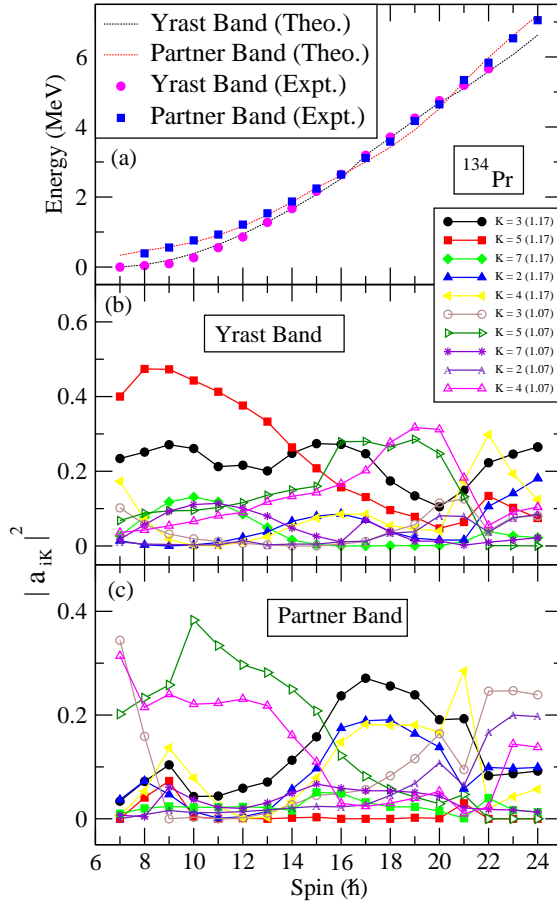 Yrast Band (Theo.)
Partner Band (Theo.)
Yrast Band (Expt.)
Partner Band (Expt.)
Energy (MeV)
6
4
2
0
(a)
¹³⁴Pr
K = 3 (1.17)
K = 5 (1.17)
K = 7 (1.17)
K = 2 (1.17)
K = 4 (1.17)
K = 3 (1.07)
K = 5 (1.07)
K = 7 (1.07)
K = 2 (1.07)
K = 4 (1.07)
(b)
Yrast Band
0.6
0.4
0.2
0
| a_{iK} |²
(c)
Partner Band
0.4
0.2
0
6 8 10 12 14 16 18 20 22 24
Spin (ℏ)